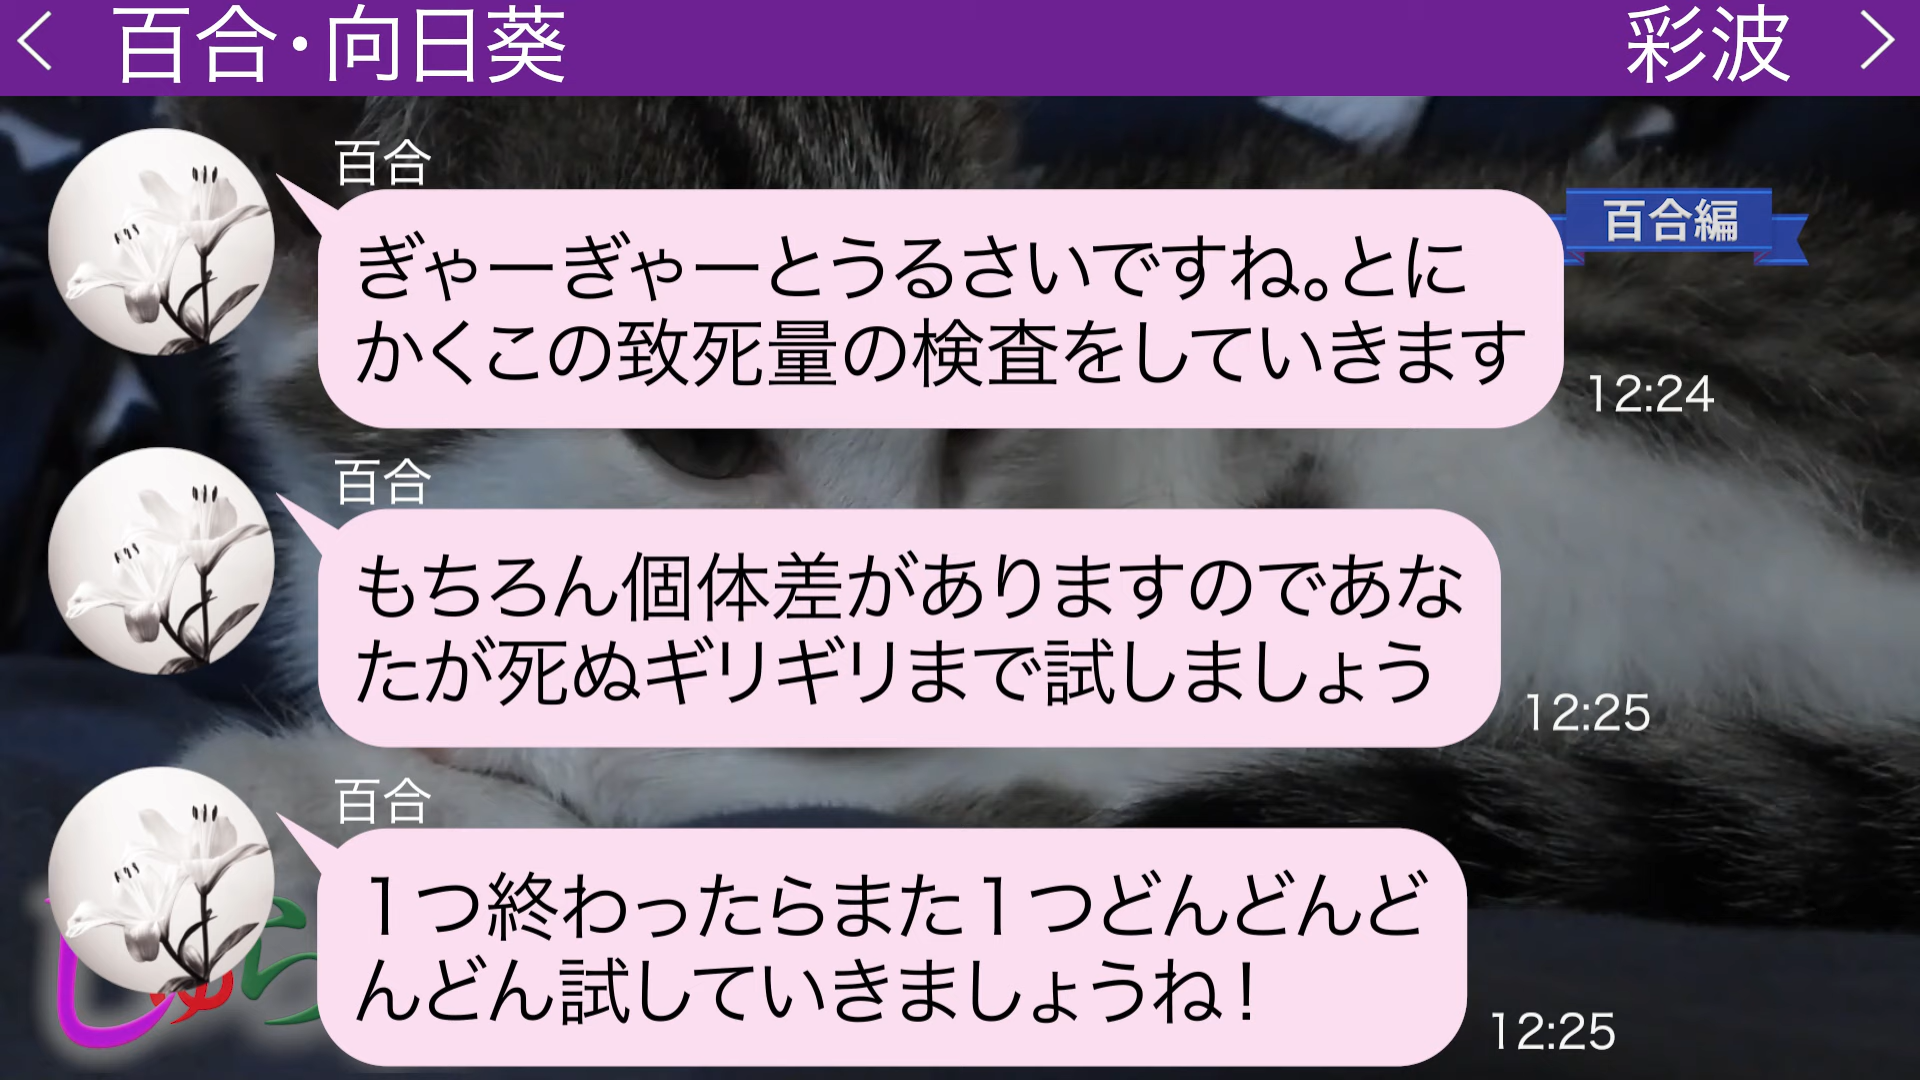 百合・向日葵
彩波
百合
百合編
ぎゃーぎゃーとうるさいですね。とに
かくこの致死量の検査をしていきます
12:24
百合
もちろん個体差がありますのであな
たが死ぬギリギリまで試しましょう
12:25
百合
１つ終わったらまた１つどんどんど
んどん試していきましょうね！
12:25